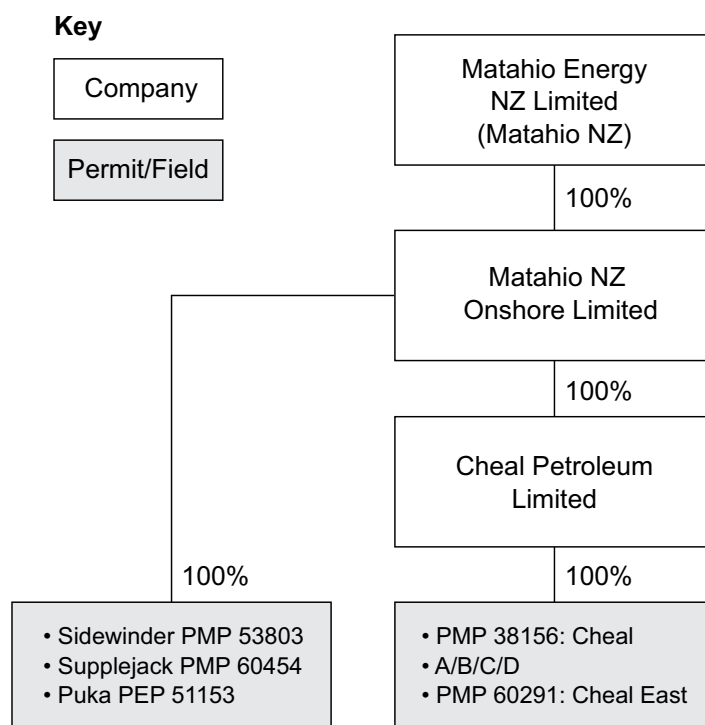 Key
Company
Permit/Field
Matahio Energy
NZ Limited
(Matahio NZ)
100%
Matahio NZ
Onshore Limited
100%
Cheal Petroleum
Limited
100%
100%
• Sidewinder PMP 53803
• Supplejack PMP 60454
• Puka PEP 51153
• PMP 38156: Cheal
• A/B/C/D
• PMP 60291: Cheal East